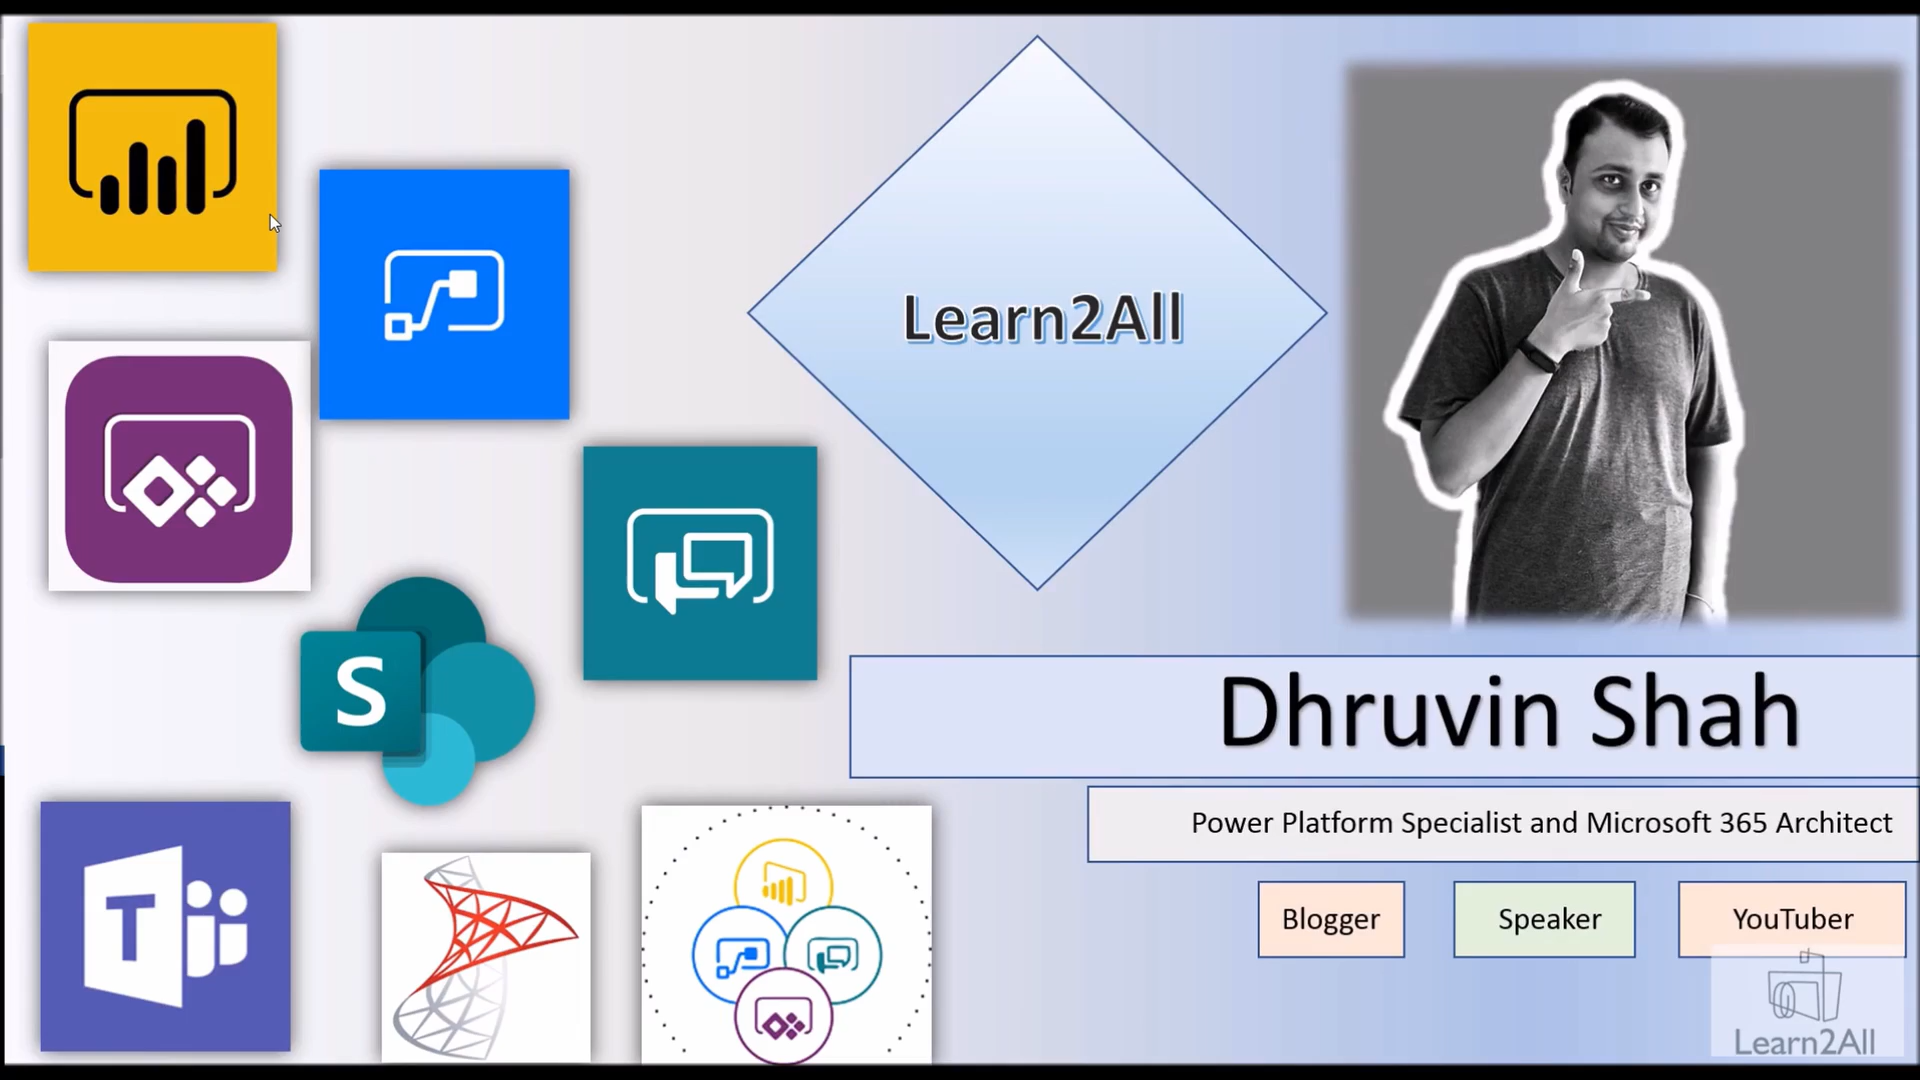 Learn2All
S
Dhruvin Shah
Power Platform Specialist and Microsoft 365 Architect
T
Blogger
Speaker
YouTuber
Learn2All